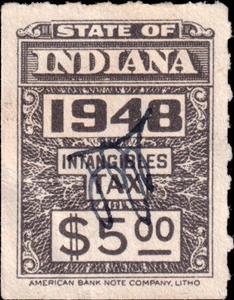 STATE OF
INDIANA
1948
INTANGIBLES
TAX
$5.00
AMERICAN BANK NOTE COMPANY, LITHO